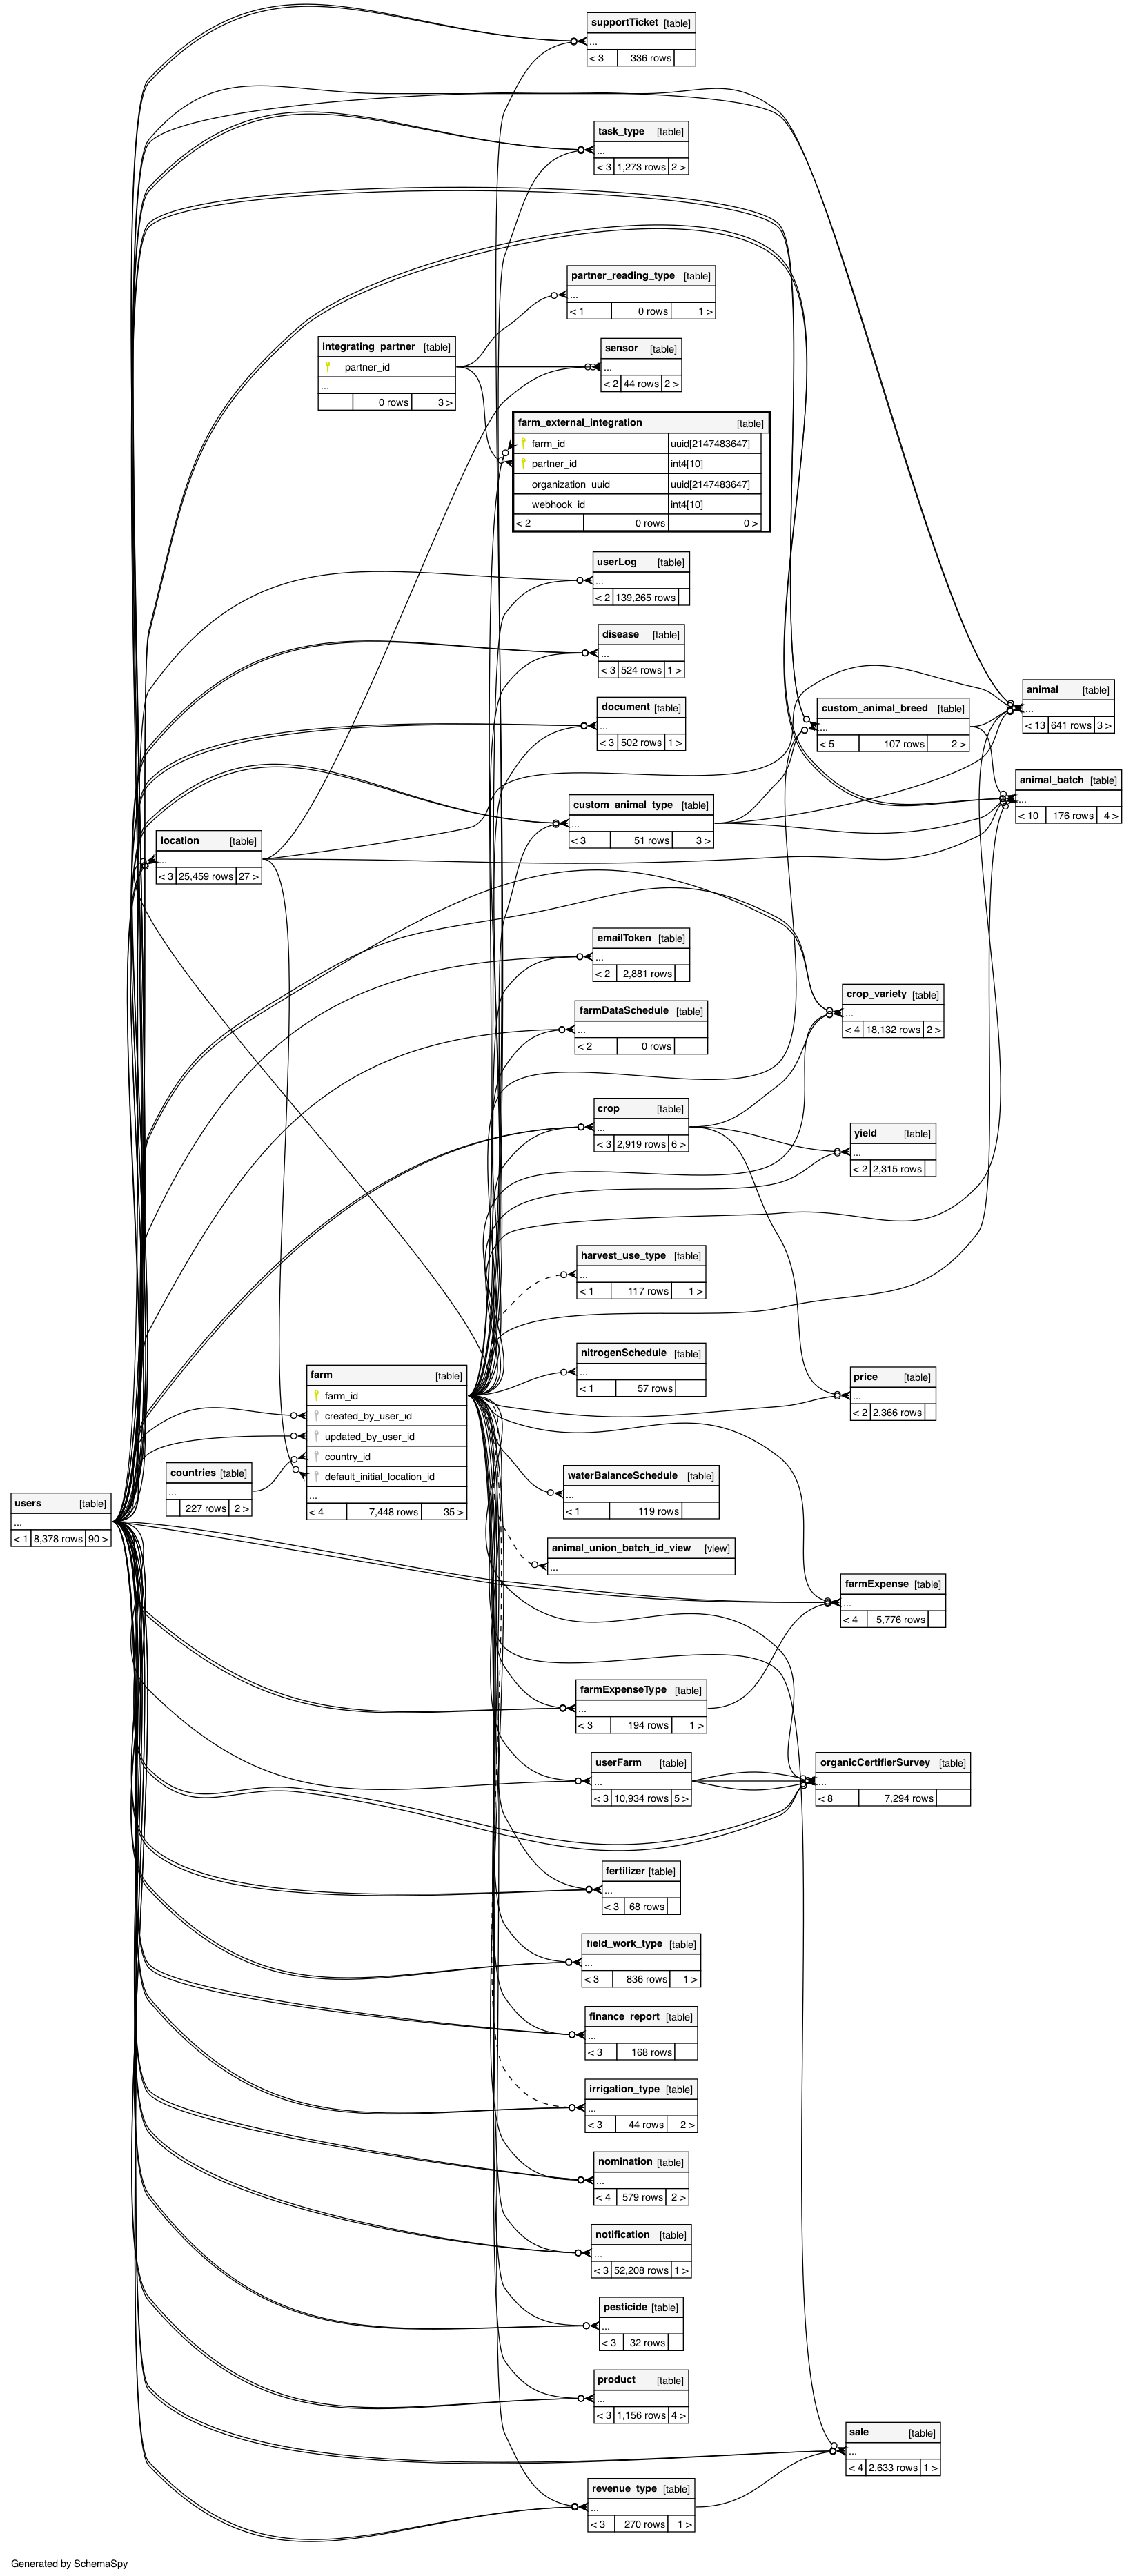 supportTicket [table]
...
< 3 336 rows
task_type [table]
...
< 3 1,273 rows 2 >
partner_reading_type [table]
...
< 1 0 rows 1 >
integrating_partner [table]
partner_id
...
0 rows 3 >
sensor [table]
...
< 2 44 rows 2 >
farm_external_integration [table]
farm_id uuid[2147483647]
partner_id int4[10]
organization_uuid uuid[2147483647]
webhook_id int4[10]
< 2 0 rows 0 >
userLog [table]
...
< 2 139,265 rows
disease [table]
...
< 3 524 rows 1 >
document [table]
...
< 3 502 rows 1 >
animal [table]
...
< 13 641 rows 3 >
custom_animal_breed [table]
...
< 5 107 rows 2 >
animal_batch [table]
...
< 10 176 rows 4 >
custom_animal_type [table]
...
< 3 51 rows 3 >
location [table]
...
< 3 25,459 rows 27 >
emailToken [table]
...
< 2 2,881 rows
crop_variety [table]
...
< 4 18,132 rows 2 >
farmDataSchedule [table]
...
< 2 0 rows
crop [table]
...
< 3 2,919 rows 6 >
yield [table]
...
< 2 2,315 rows
harvest_use_type [table]
...
< 1 117 rows 1 >
nitrogenSchedule [table]
...
< 1 57 rows
farm [table]
farm_id
created_by_user_id
updated_by_user_id
country_id
default_initial_location_id
...
< 4 7,448 rows 35 >
price [table]
...
< 2 2,366 rows
countries [table]
...
227 rows 2 >
waterBalanceSchedule [table]
...
< 1 119 rows
users [table]
...
< 1 8,378 rows 90 >
animal_union_batch_id_view [view]
...
farmExpense [table]
...
< 4 5,776 rows
farmExpenseType [table]
...
< 3 194 rows 1 >
userFarm [table]
...
< 3 10,934 rows 5 >
organicCertifierSurvey [table]
...
< 8 7,294 rows
fertilizer [table]
...
< 3 68 rows
field_work_type [table]
...
< 3 836 rows 1 >
finance_report [table]
...
< 3 168 rows
irrigation_type [table]
...
< 3 44 rows 2 >
nomination [table]
...
< 4 579 rows 2 >
notification [table]
...
< 3 52,208 rows 1 >
pesticide [table]
...
< 3 32 rows
product [table]
...
< 3 1,156 rows 4 >
sale [table]
...
< 4 2,633 rows 1 >
revenue_type [table]
...
< 3 270 rows 1 >
Generated by SchemaSpy